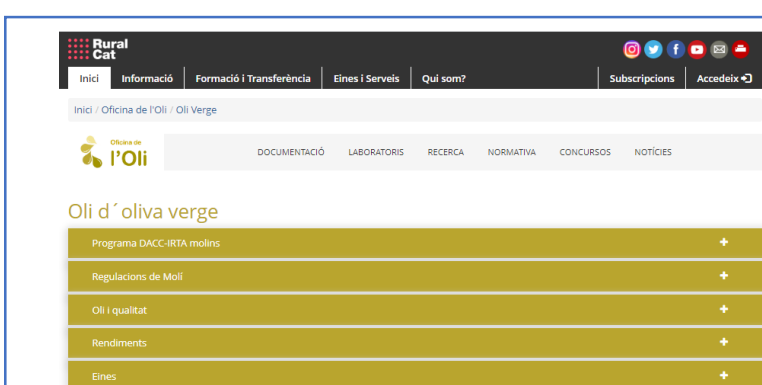 Rural
Cat
Inici Informació Formació i Transferència Eines i Serveis Qui som? Subscripcions Accedeix
Inici / Oficina de l'Oli / Oli Verge
Oficina de
l'Oli
DOCUMENTACIÓ LABORATORIS RECERCA NORMATIVA CONCURSOS NOTÍCIES
Oli d´oliva verge
Programa DACC-IRTA molins
Regulacions de Molí
Oli i qualitat
Rendiments
Eines